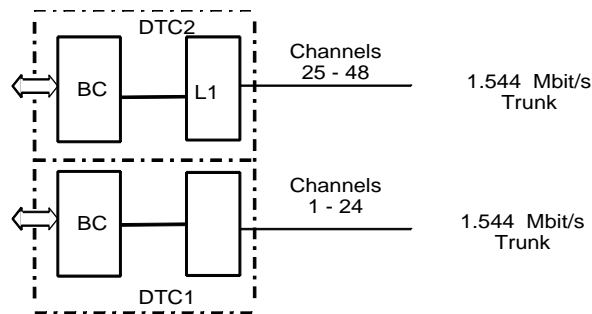 DTC2
BC
L1
Channels
25 - 48
1.544 Mbit/s
Trunk
BC
Channels
1 - 24
1.544 Mbit/s
Trunk
DTC1